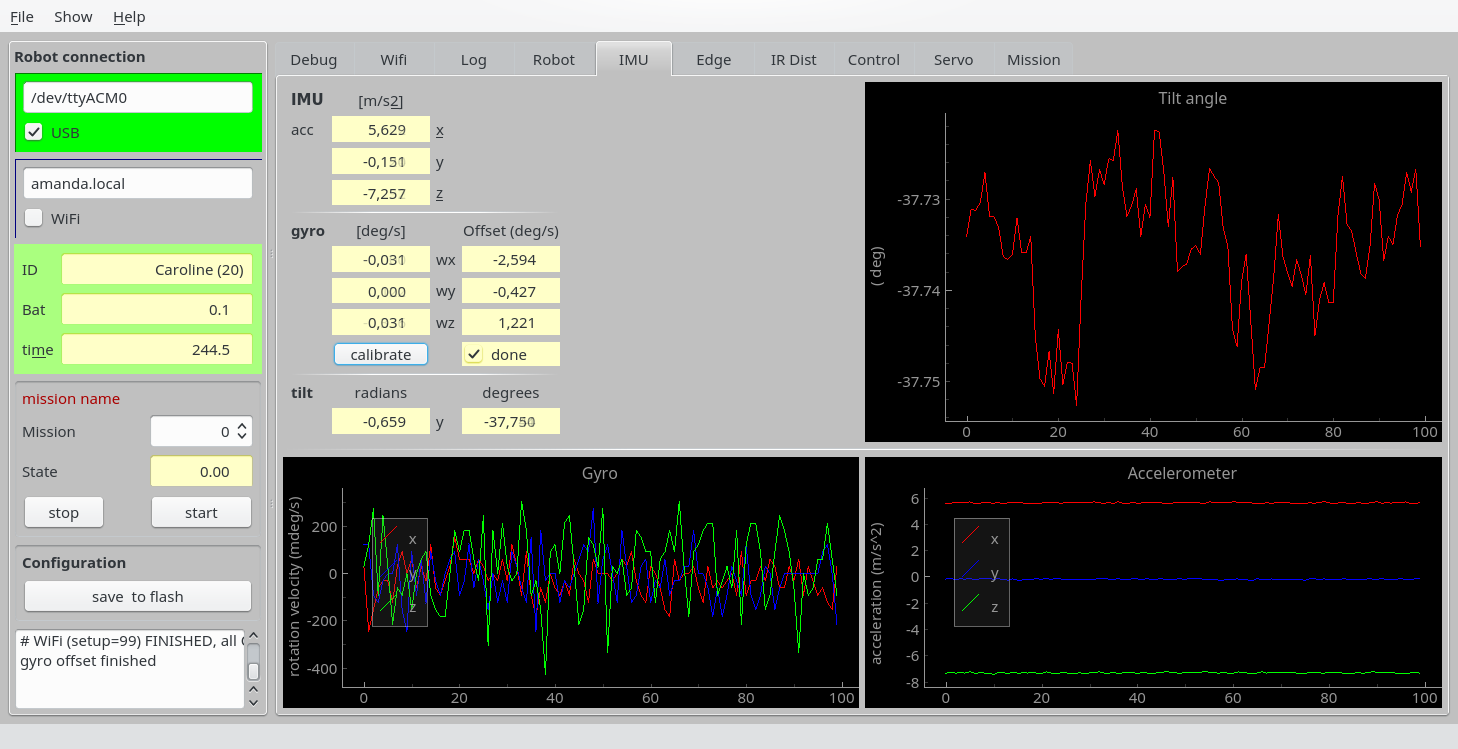 File Show Help
Robot connection
/dev/ttyACM0
USB
amanda.local
WiFi
ID Caroline (20)
Bat 0.1
time 244.5
mission name
Mission 0
State 0.00
stop start
Configuration
save to flash
# WiFi (setup=99) FINISHED, all
gyro offset finished
Debug Wifi Log Robot IMU Edge IR Dist Control Servo Mission
IMU [m/s2]
acc 5,629 x
-0,151 y
-7,257 z
gyro [deg/s] Offset (deg/s)
wx -2,594
0,000 wy -0,427
0,031 wz 1,221
calibrate done
tilt radians degrees
-0,659 y
Tilt angle
(deg)
-37.73
-37.74
-37.75
0 20 40 60 80 100
Gyro
rotation velocity (mdeg/s)
200
0
-200
-400
x
y
z
0 20 40 60 80 100
Accelerometer
acceleration (m/s^2)
6
4
2
0
-2
-4
-6
-8
x
y
z
0 20 40 60 80 100